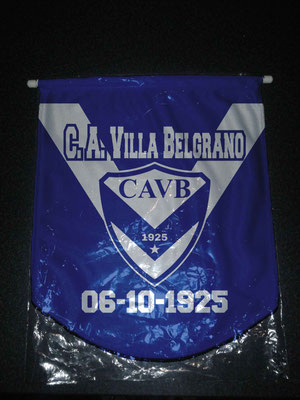 C.A. VILLA BELGRANO
CAVB
1925
06-10-1925